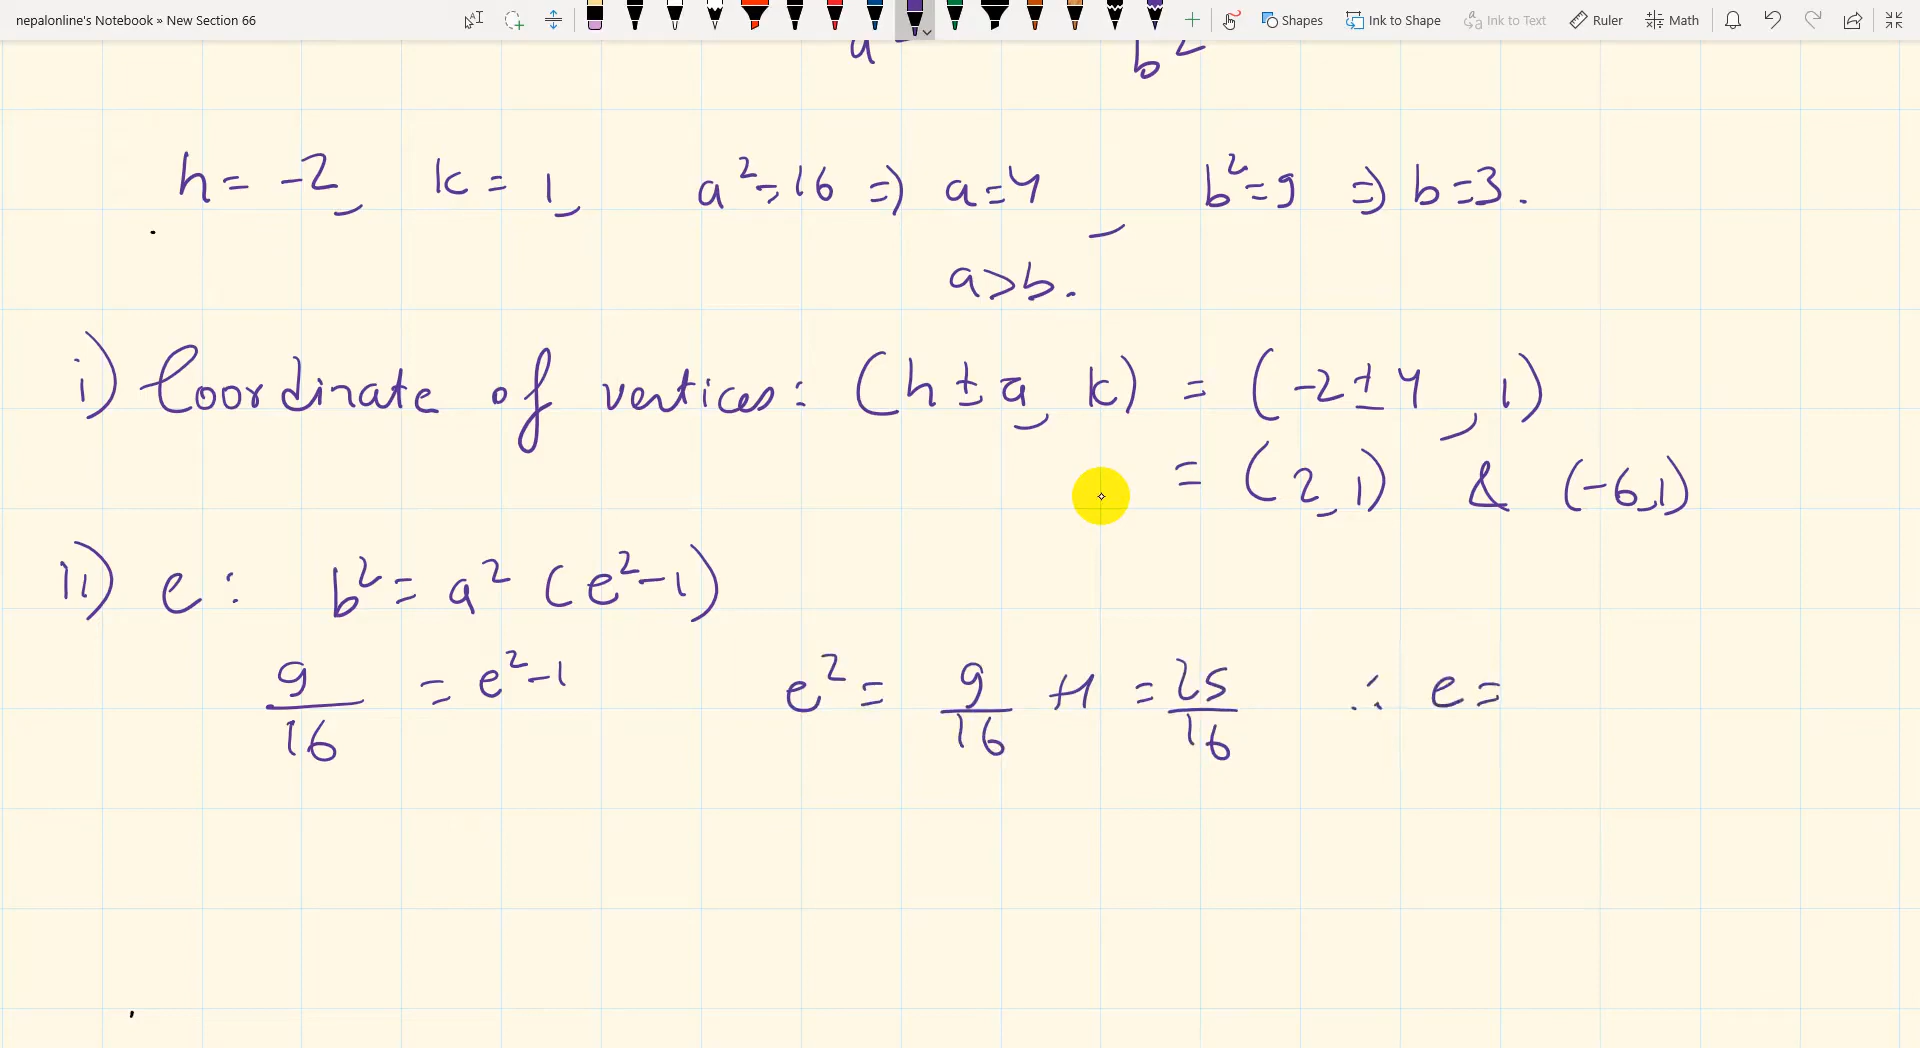 nepalonline's Notebook » New Section 66
Shapes Ink to Shape Ink to Text Ruler Math
a² b²
h = -2, k = 1, a² = 16 => a = 4, b² = 9 => b = 3.
a > b.
i) Coordinate of vertices: (h ± a, k) = (-2 ± 4, 1)
= (2, 1) & (-6, 1)
ii) e : b² = a² (e² - 1)
9/16 = e² - 1 e² = 9/16 + 1 = 25/16 ∴ e =